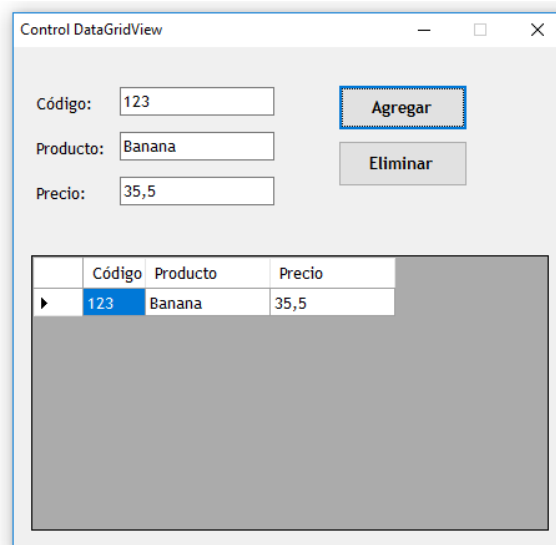 Control DataGridView
Código: 123
Agregar
Producto: Banana
Eliminar
Precio: 35,5
Código Producto Precio
123 Banana 35,5